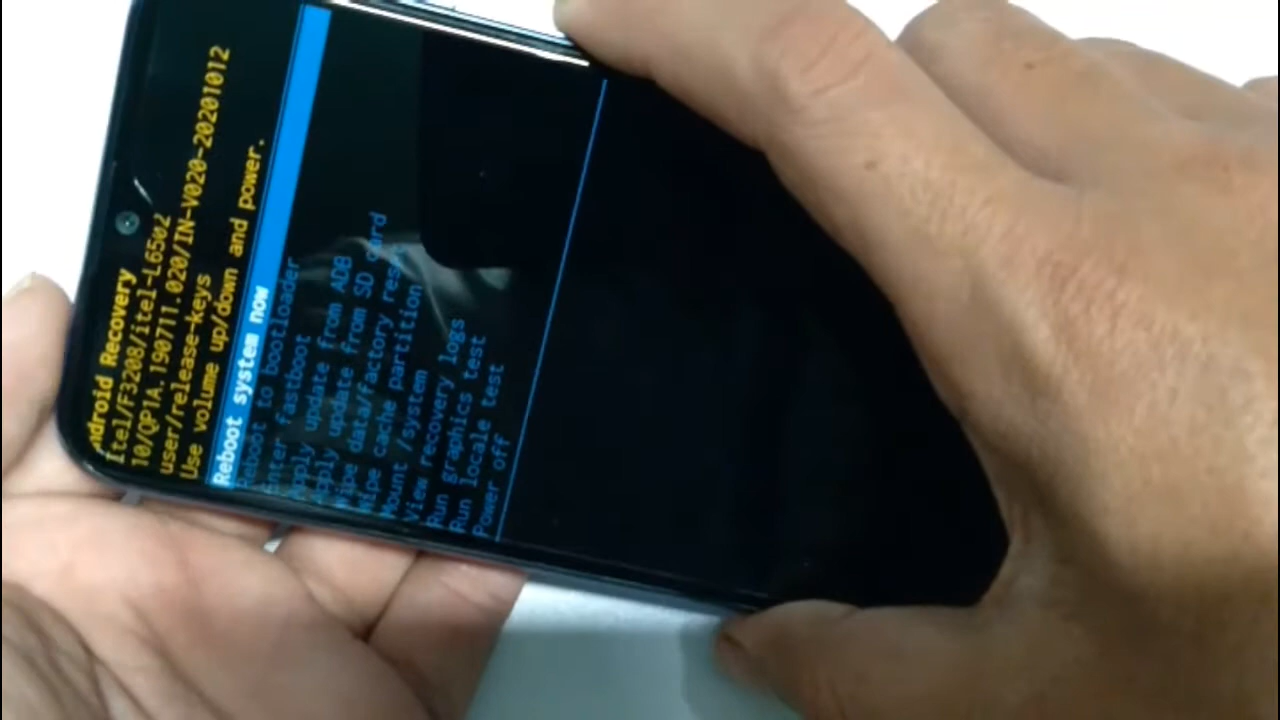 Android Recovery
Itel/F3208/itel-L6502
10/QP1A.190711.020/IN-V020-20201012
user/release-keys
Use volume up/down and power.
Reboot system now
Reboot to bootloader
Enter fastboot
Apply update from ADB
Apply update from SD card
Wipe data/factory reset
Wipe cache partition
Mount /system
View recovery logs
Run graphics test
Run locale test
Power off